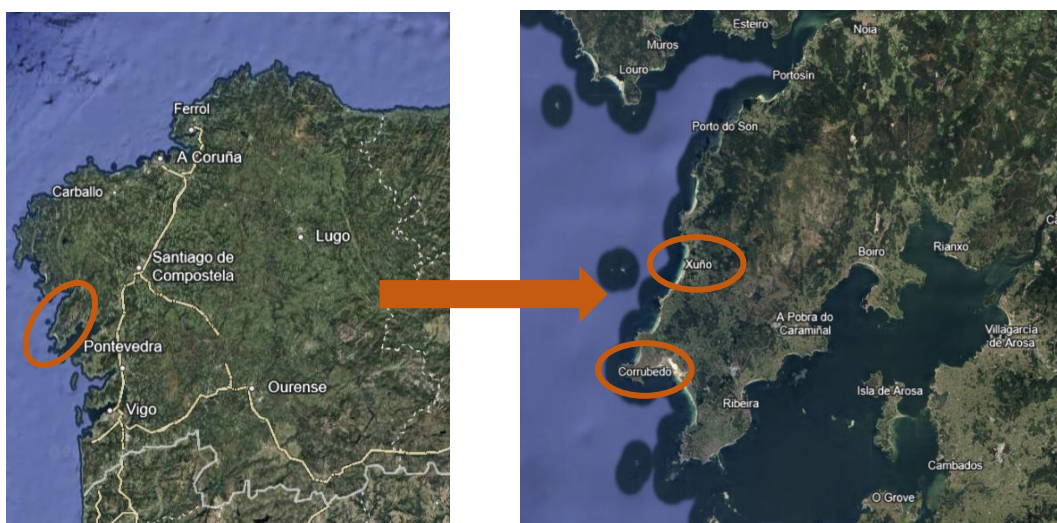 Ferrol
A Coruña
Carballo
Lugo
Santiago de
Compostela
Pontevedra
Ourense
Vigo
Esteiro
Noia
Muros
Louro
Portosin
Porto do Son
Xuño
Boiro
Rianxo
A Pobra do
Caramiñal
Villagarcía
de Arosa
Corrubedo
Isla de Arosa
Ribeira
Cambados
O Grove